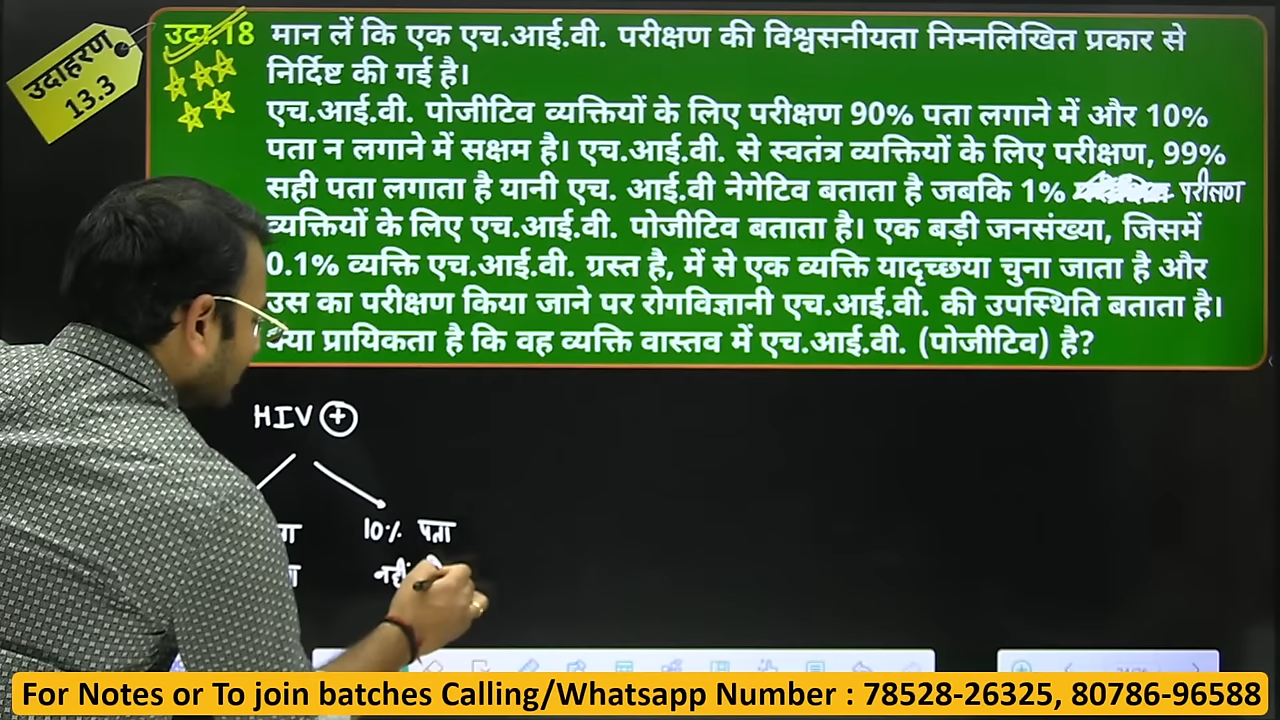 उदाहरण
13.3
उदा.18 मान लें कि एक एच.आई.वी. परीक्षण की विश्वसनीयता निम्नलिखित प्रकार से
निर्दिष्ट की गई है।
एच.आई.वी. पोजीटिव व्यक्तियों के लिए परीक्षण 90% पता लगाने में और 10%
पता न लगाने में सक्षम है। एच.आई.वी. से स्वतंत्र व्यक्तियों के लिए परीक्षण, 99%
सही पता लगाता है यानी एच. आई.वी नेगेटिव बताता है जबकि 1% परीक्षण
व्यक्तियों के लिए एच.आई.वी. पोजीटिव बताता है। एक बड़ी जनसंख्या, जिसमें
0.1% व्यक्ति एच.आई.वी. ग्रस्त है, में से एक व्यक्ति यादृच्छया चुना जाता है और
उस का परीक्षण किया जाने पर रोगविज्ञानी एच.आई.वी. की उपस्थिति बताता है।
क्या प्रायिकता है कि वह व्यक्ति वास्तव में एच.आई.वी. (पोजीटिव) है?
HIV +
10% पता
नहीं
For Notes or To join batches Calling/Whatsapp Number : 78528-26325, 80786-96588